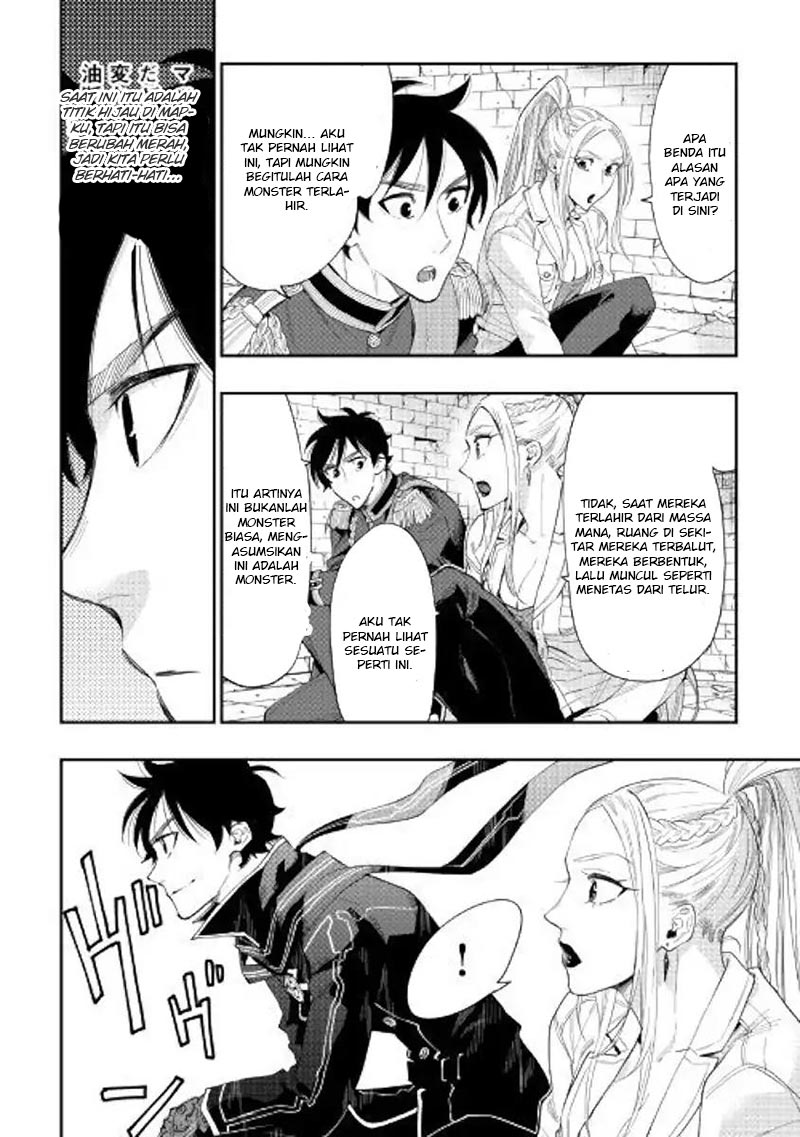 APA
BENDA ITU
ALASAN
APA YANG
TERJADI
DI SINI?
MUNGKIN... AKU
TAK PERNAH LIHAT
INI, TAPI MUNGKIN
BEGITULAH CARA
MONSTER TERLA-
HIR.
油変だマ
SAAT INI ITU ADALAH
TITIK HIJAU DI MAP-
KU, TAPI ITU BISA
BERUBAH MERAH,
JADI KITA PERLU
BERHATI-HATI...
TIDAK, SAAT MEREKA
TERLAHIR DARI MASSA
MANA, RUANG DI SEKI-
TAR MEREKA TERBALUT,
MEREKA BERBENTUK,
LALU MUNCUL SEPERTI
MENETAS DARI TELUR.
AKU TAK
PERNAH LIHAT
SESUATU SE-
PERTI INI.
ITU ARTINYA
INI BUKANLAH
MONSTER
BIASA, MENG-
ASUMSIKAN
INI ADALAH
MONSTER.
!